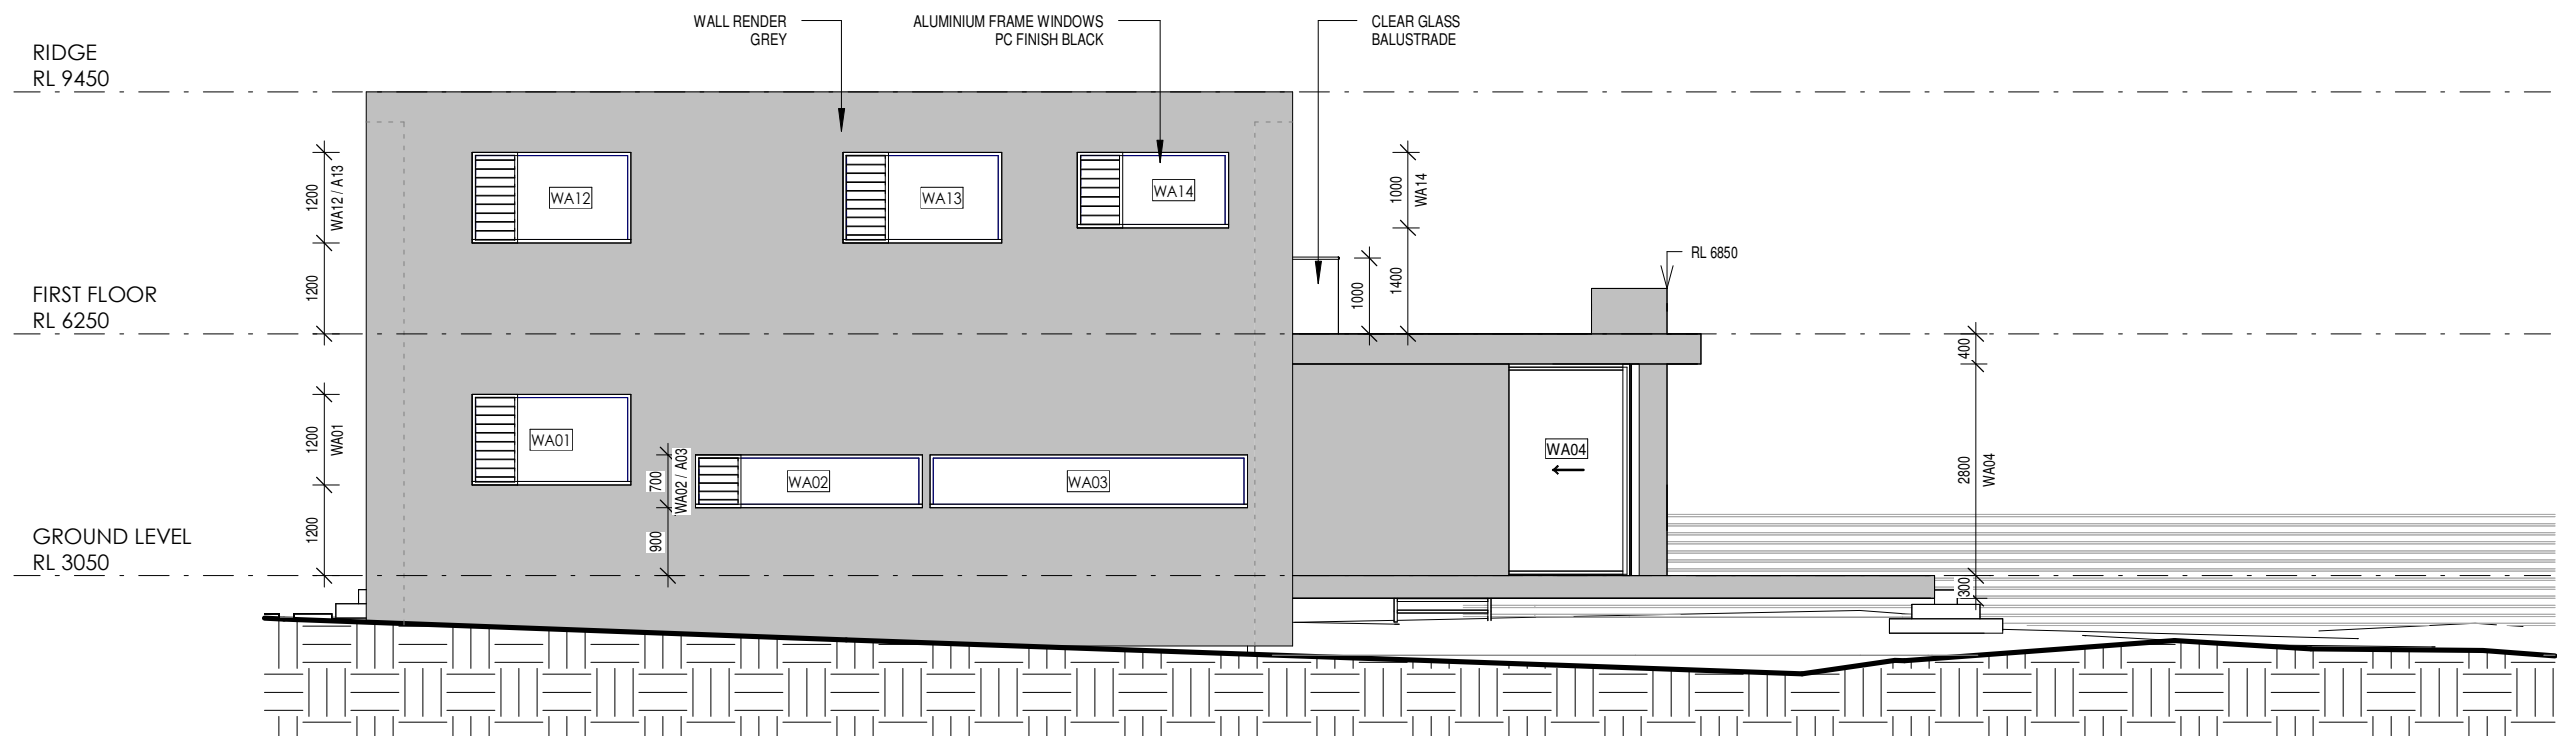 WALL RENDER
GREY
ALUMINIUM FRAME WINDOWS
PC FINISH BLACK
CLEAR GLASS
BALUSTRADE
RIDGE
RL 9450
1200
WA12 / A13
WA12
WA13
WA14
1000
WA14
RL 6850
1200
1000
1400
FIRST FLOOR
RL 6250
400
1200
WA01
WA01
700
WA02 / A03
WA02
WA03
WA04
2800
WA04
1200
900
GROUND LEVEL
RL 3050
300